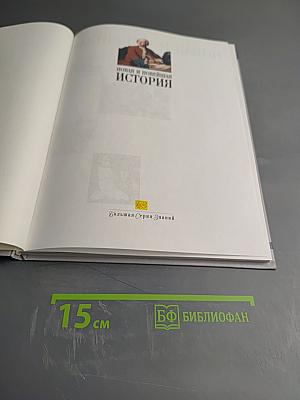 НОВАЯ И НОВЕЙШАЯ
ИСТОРИЯ
Большая Серия Знаний
15 см
БФ БИБЛИОФАН